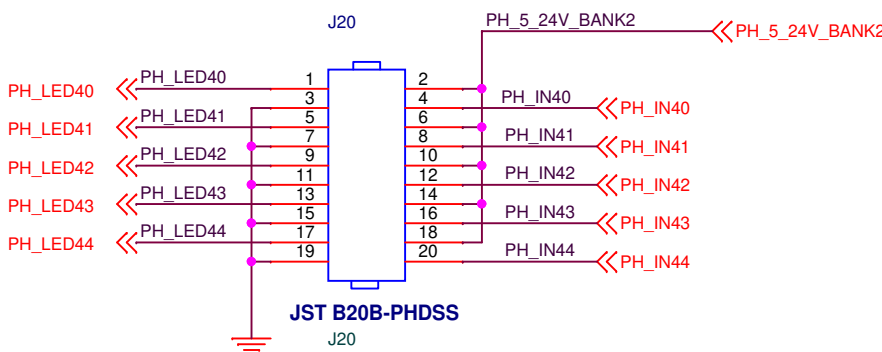 J20
PH_5_24V_BANK2
PH_5_24V_BANK2
PH_LED40
PH_LED40
1
2
3
4
PH_IN40
PH_IN40
PH_LED41
PH_LED41
5
6
7
8
PH_IN41
PH_IN41
PH_LED42
PH_LED42
9
10
11
12
PH_IN42
PH_IN42
PH_LED43
PH_LED43
13
14
15
16
PH_IN43
PH_IN43
PH_LED44
PH_LED44
17
18
19
20
PH_IN44
PH_IN44
JST B20B-PHDSS
J20